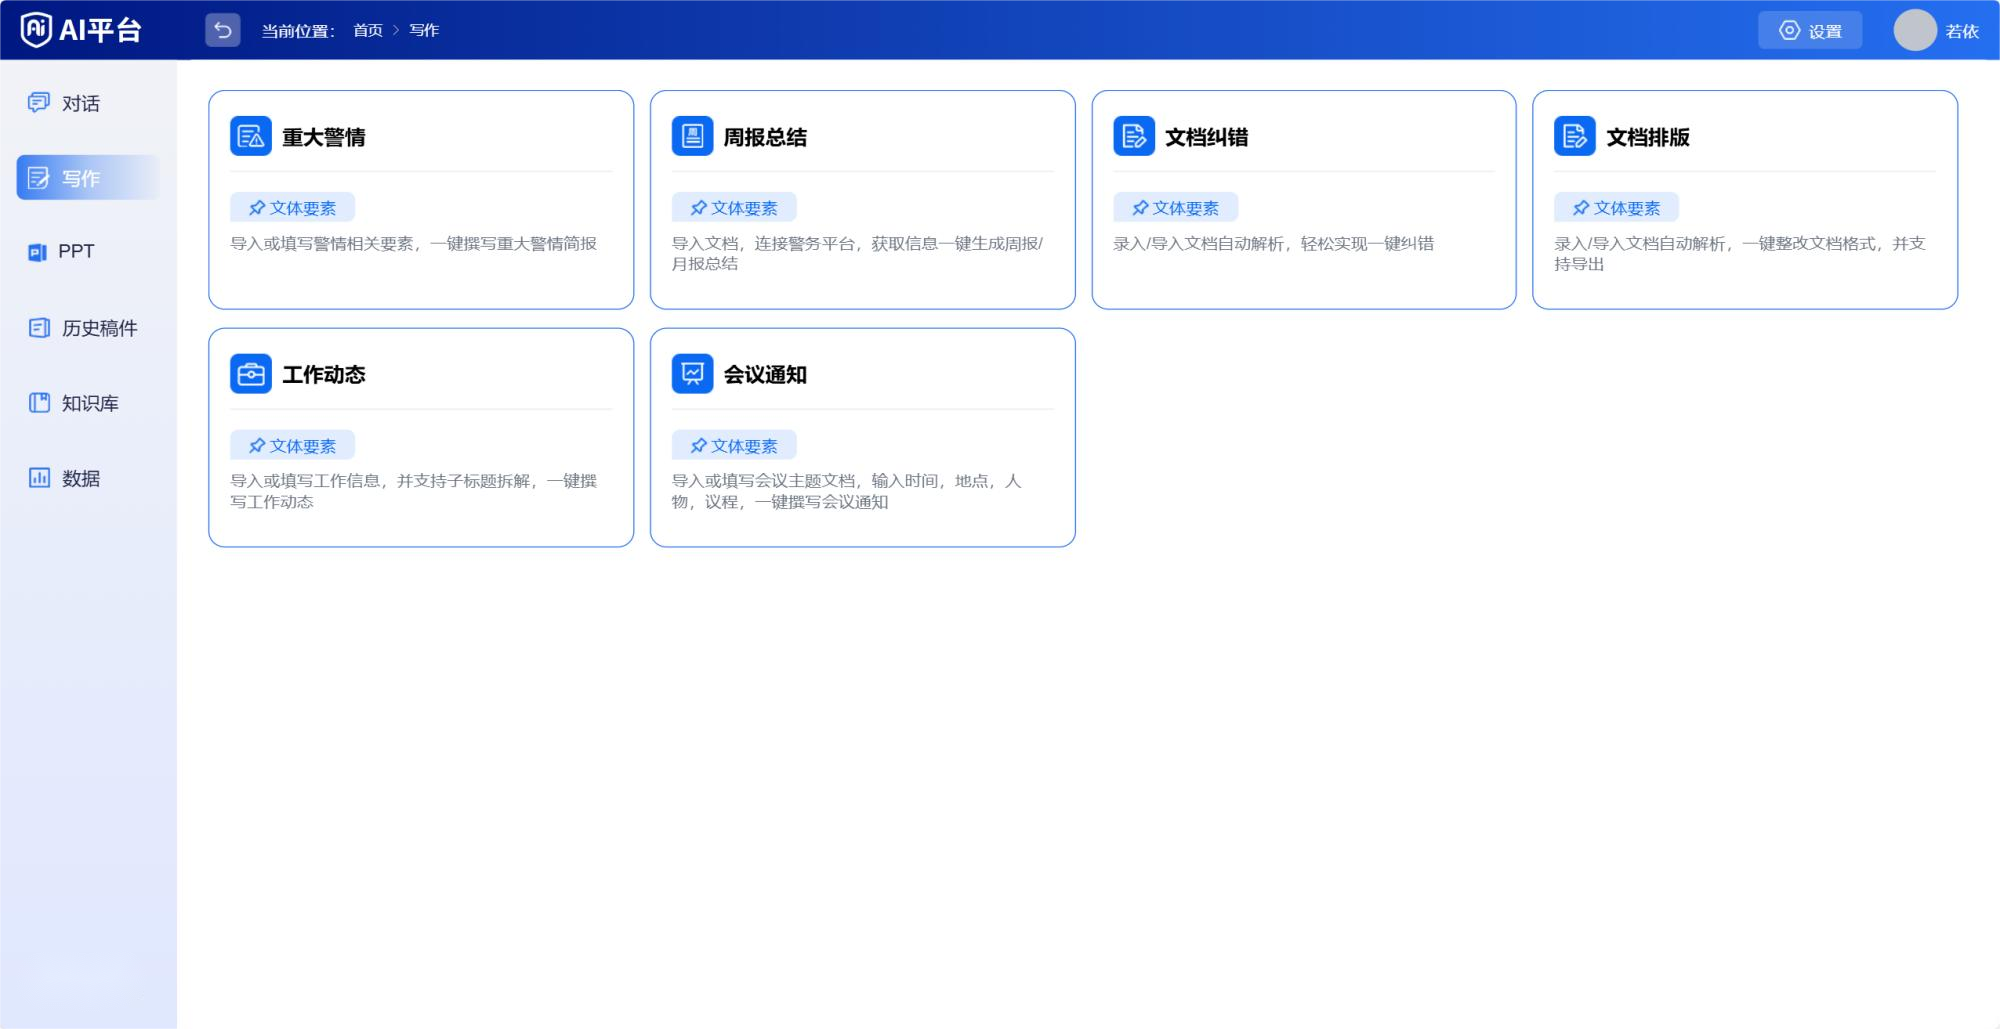 AI平台
当前位置： 首页 > 写作
设置
若依
对话
写作
PPT
历史稿件
知识库
数据
重大警情
文体要素
导入或填写警情相关要素，一键撰写重大警情简报
周报总结
文体要素
导入文档，连接警务平台，获取信息一键生成周报/
月报总结
文档纠错
文体要素
录入/导入文档自动解析，轻松实现一键纠错
文档排版
文体要素
录入/导入文档自动解析，一键整改文档格式，并支
持导出
工作动态
文体要素
导入或填写工作信息，并支持子标题拆解，一键撰
写工作动态
会议通知
文体要素
导入或填写会议主题文档，输入时间，地点，人
物，议程，一键撰写会议通知